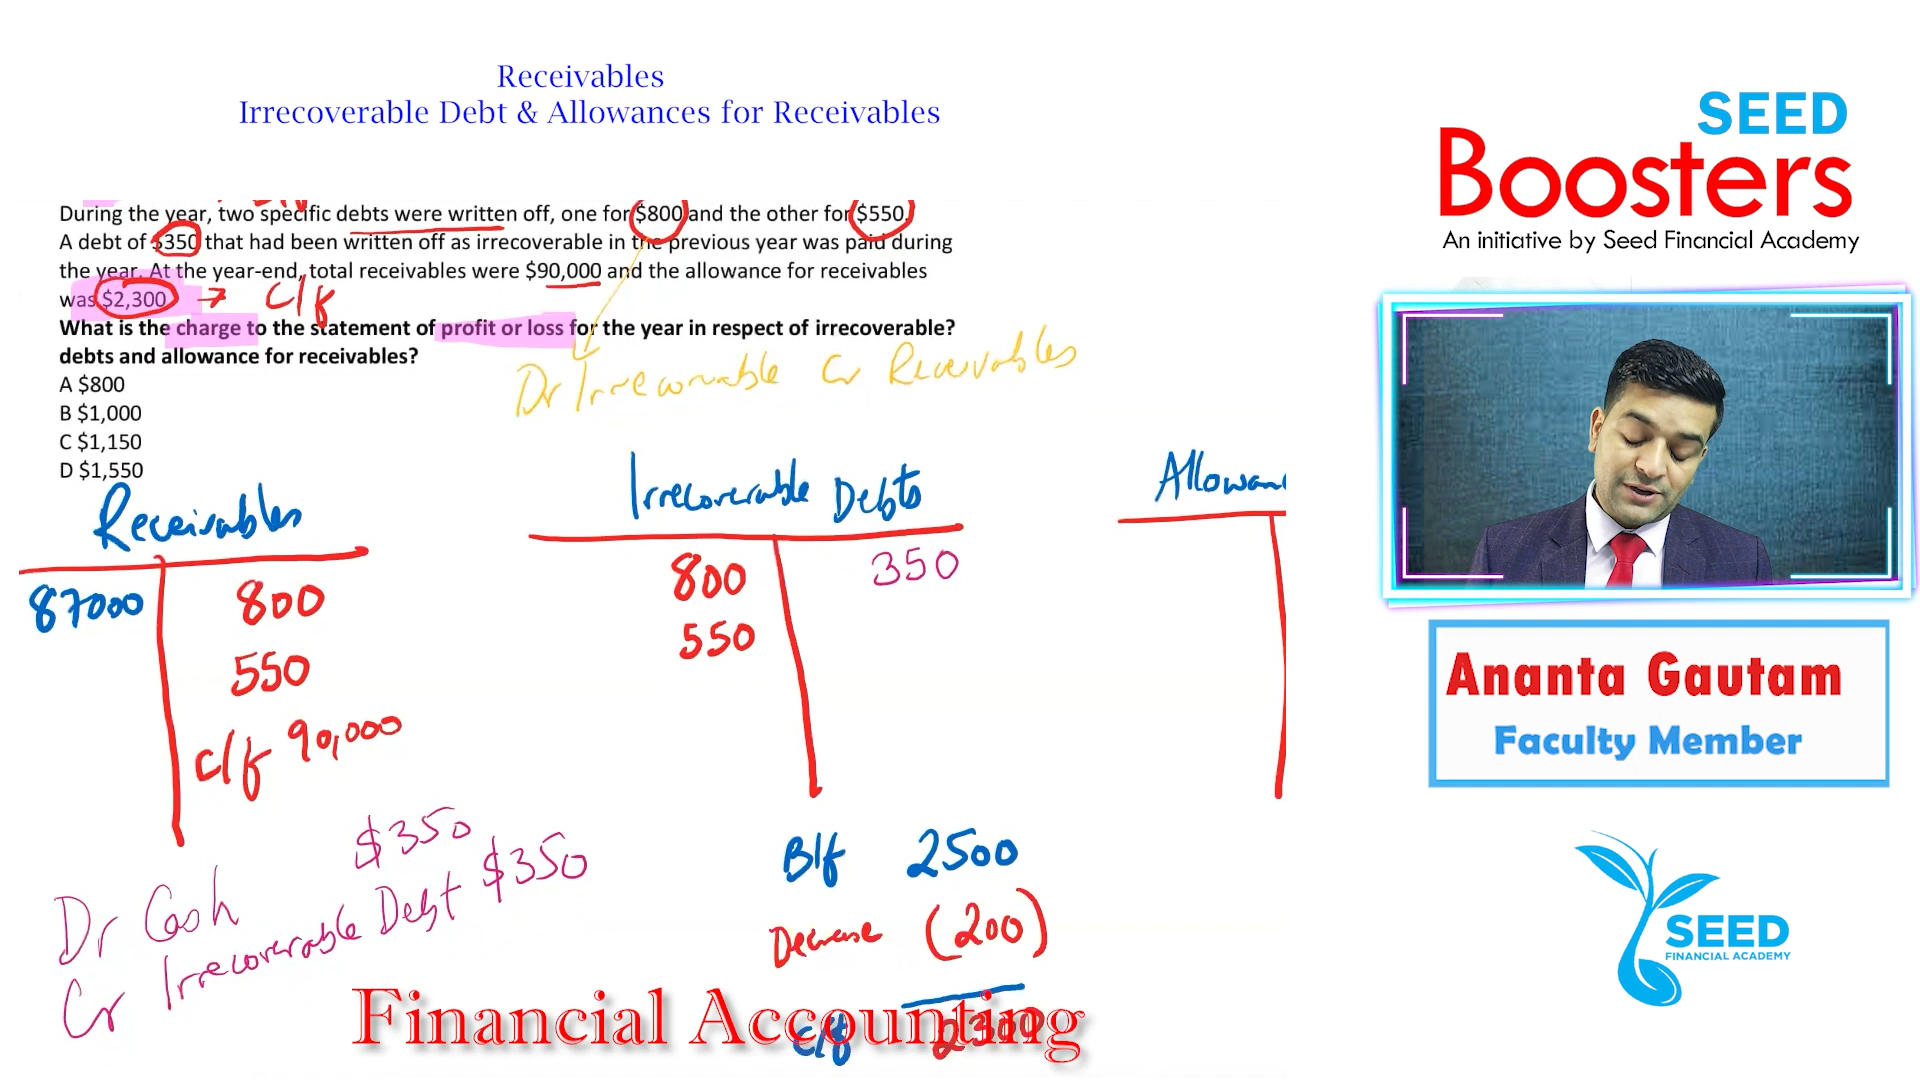 Receivables
Irrecoverable Debt & Allowances for Receivables
During the year, two specific debts were written off, one for $800 and the other for $550.
A debt of $350 that had been written off as irrecoverable in the previous year was paid during
the year. At the year-end, total receivables were $90,000 and the allowance for receivables
was $2,300 → c/f
What is the charge to the statement of profit or loss for the year in respect of irrecoverable?
debts and allowance for receivables?
Dr Irrecoverable Cr Receivables
A $800
B $1,000
C $1,150
D $1,550
Receivables
87000 800
550
c/f 90,000
Irrecoverable Debts
800 350
550
Allowan
Dr Cash $350
Cr Irrecoverable Debt $350
B/f 2500
Decrease (200)
c/f 2300
Financial Accounting
SEED
Boosters
An initiative by Seed Financial Academy
Ananta Gautam
Faculty Member
SEED
FINANCIAL ACADEMY